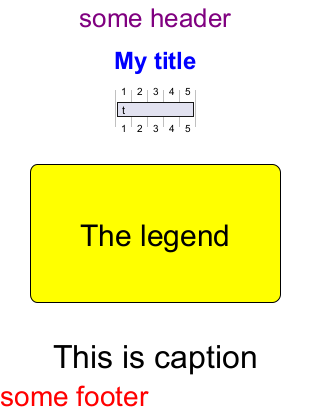 some header
My title
1 2 3 4 5
t
1 2 3 4 5
The legend
This is caption
some footer